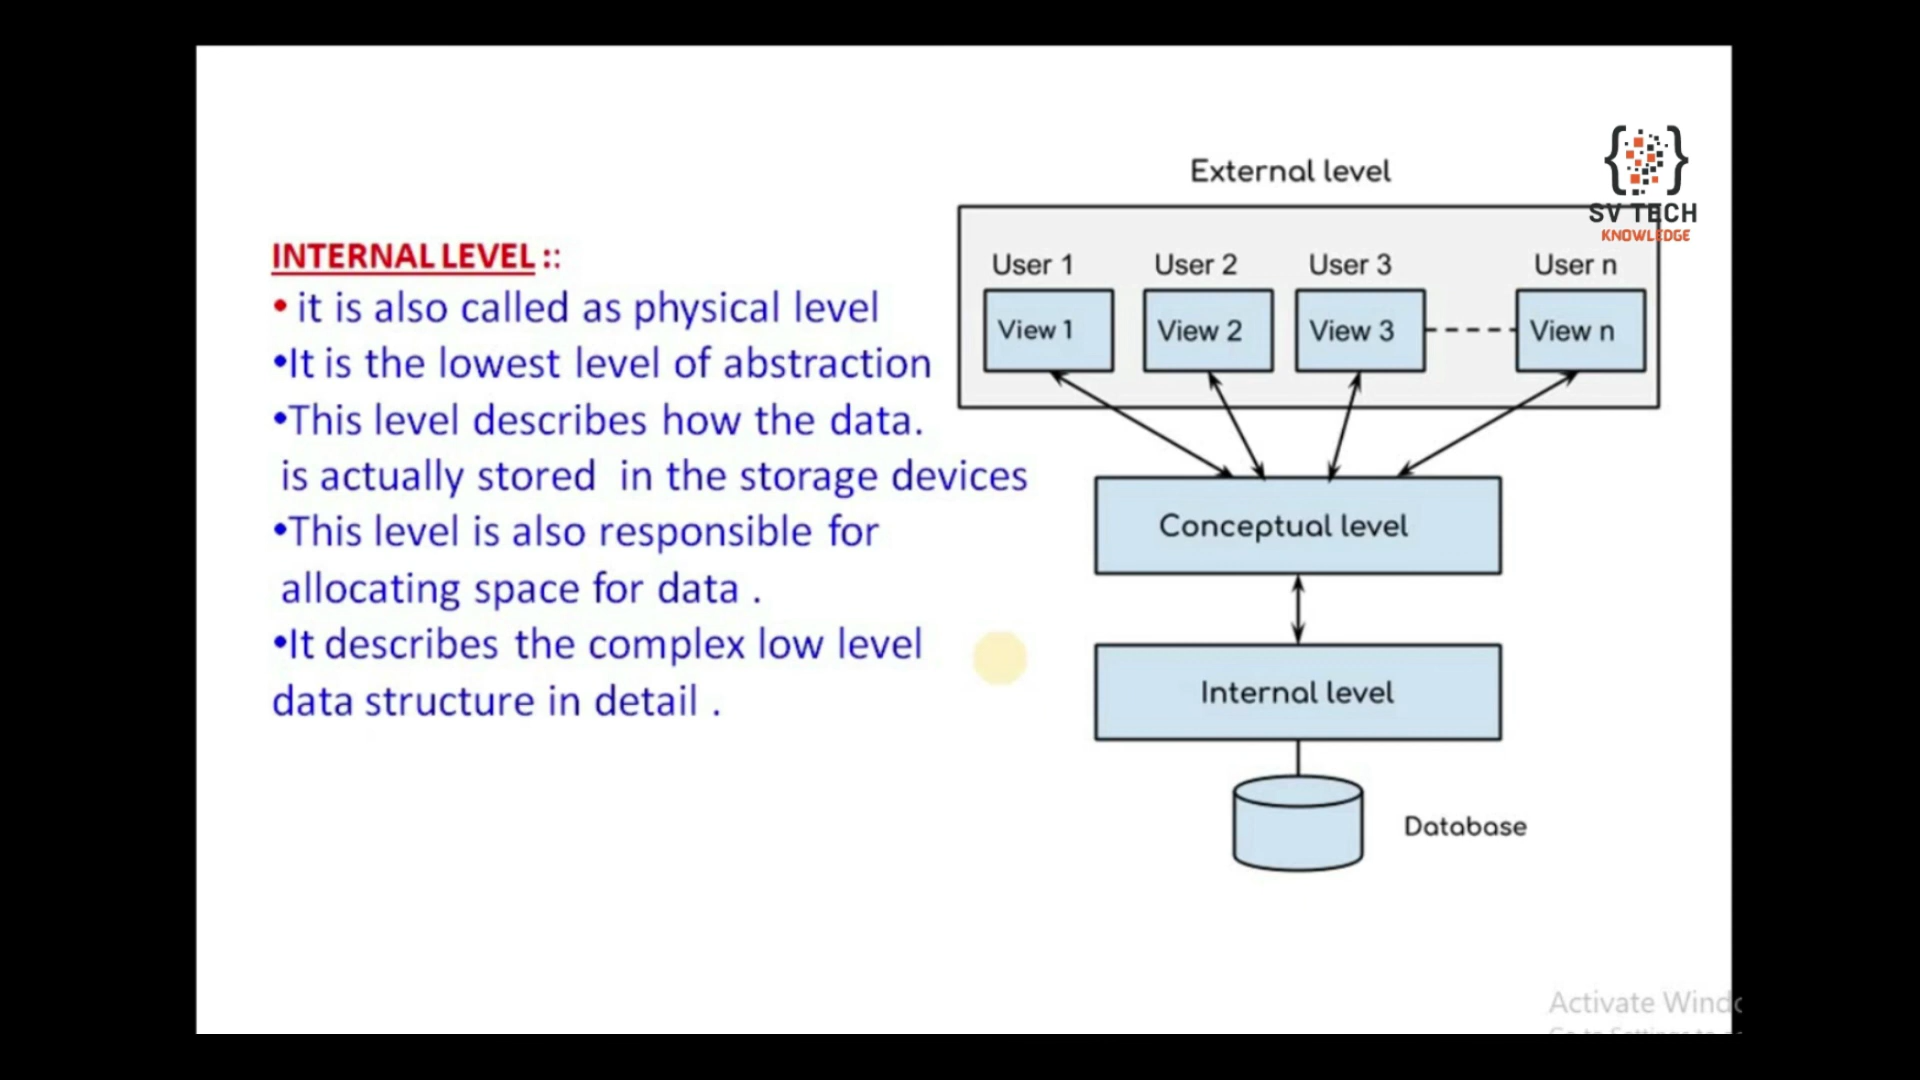 INTERNAL LEVEL ::
• it is also called as physical level
•It is the lowest level of abstraction
•This level describes how the data.
is actually stored in the storage devices
•This level is also responsible for
allocating space for data .
•It describes the complex low level
data structure in detail .
External level
SV TECH
KNOWLEDGE
User 1 User 2 User 3 User n
View 1 View 2 View 3 View n
Conceptual level
Internal level
Database
Activate Windo